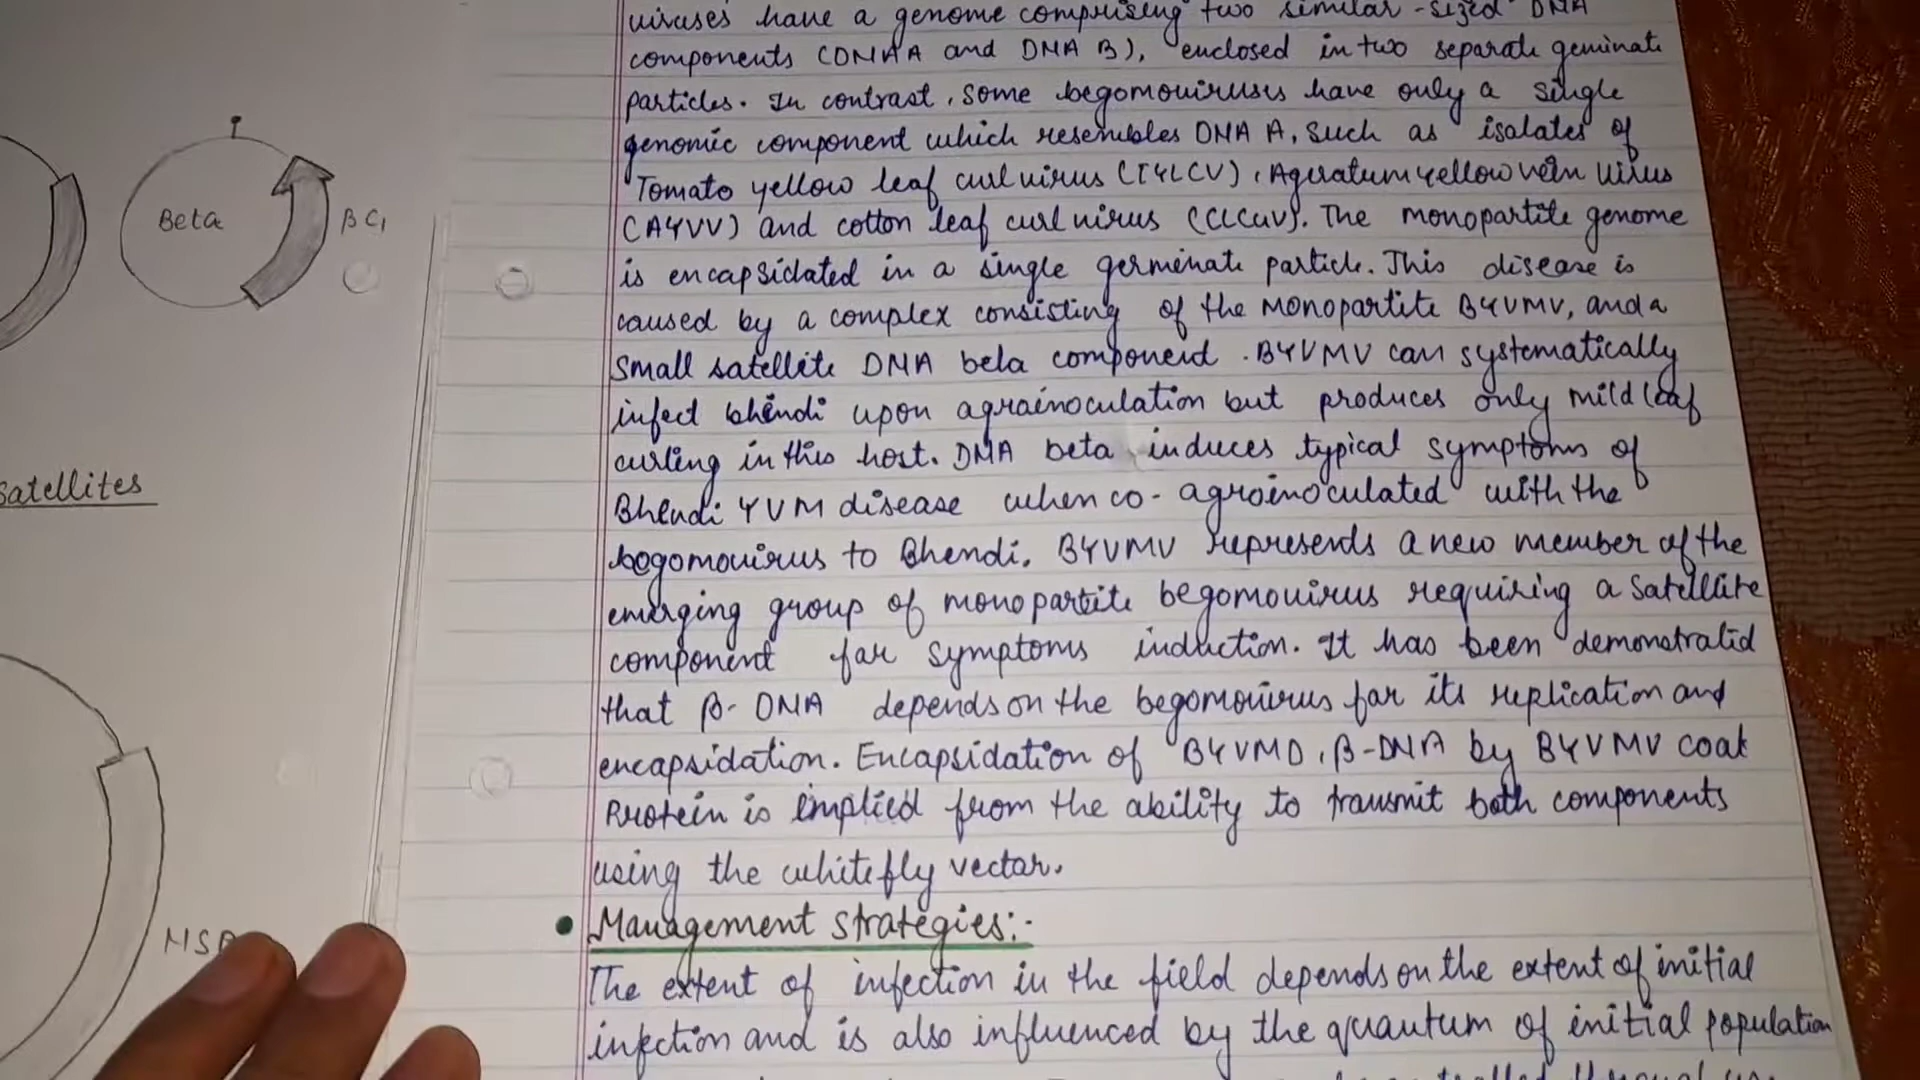 viruses have a genome comprising two similar-sized DNA
components (DNA A and DNA B), enclosed in two separate geminate
particles. In contrast, some begomoviruses have only a single
genomic component which resembles DNA A, such as isolates of
Tomato yellow leaf curl virus (TYLCV), Ageratum yellow vein Virus
(AYVV) and cotton leaf curl virus (CLCuV). The monopartite genome
is encapsidated in a single germinate particle. This disease is
caused by a complex consisting of the monopartite BYVMV, and a
Small satellite DNA beta component. BYVMV can systematically
infect bhendi upon agrainoculation but produces only mild leaf
curling in this host. DNA beta induces typical symptoms of
Bhendi YVM disease when co-agroinoculated with the
begomovirus to Bhendi. BYVMV represents a new member of the
emerging group of monopartite begomovirus requiring a Satellite
component for symptoms induction. It has been demonstrated
that β-DNA depends on the begomovirus for its replication and
encapsidation. Encapsidation of BYVMD, β-DNA by BYVMV coat
Protein is implied from the ability to transmit both components
using the whitefly vector.
• Management strategies:-
The extent of infection in the field depends on the extent of initial
infection and is also influenced by the quantum of initial population
Beta
βC1
Satellites